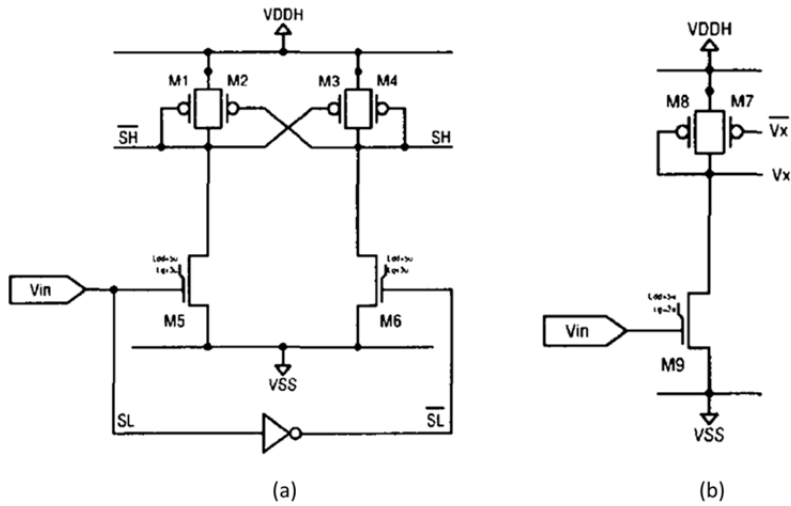 VDDH
M1 M2 M3 M4
SH SH
Vin
M5 M6
VSS
SL SL
(a)
VDDH
M8 M7
Vx
Vx
Vin
M9
VSS
(b)